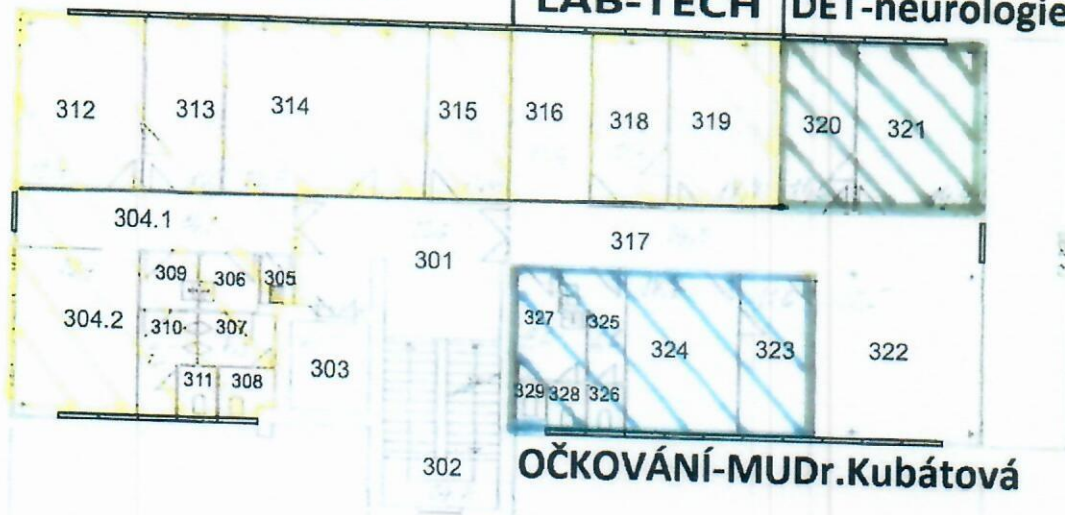 LAB-TECH DĚT-neurologie
312 313 314 315 316 318 319 320 321
304.1 317
301
309 306 305
304.2 310 307 327 325
303 324 323 322
311 308 329 328 326
302
OČKOVÁNÍ-MUDr.Kubátová